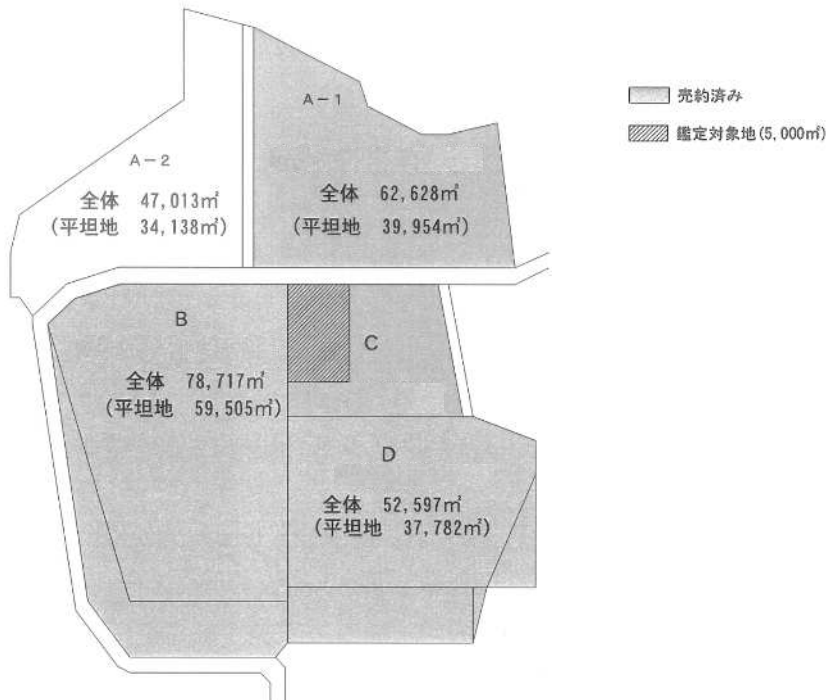 A-1
売約済み
鑑定対象地(5,000㎡)
A-2
全体 47,013㎡
(平坦地 34,138㎡)
全体 62,628㎡
(平坦地 39,954㎡)
B
全体 78,717㎡
(平坦地 59,505㎡)
C
D
全体 52,597㎡
(平坦地 37,782㎡)